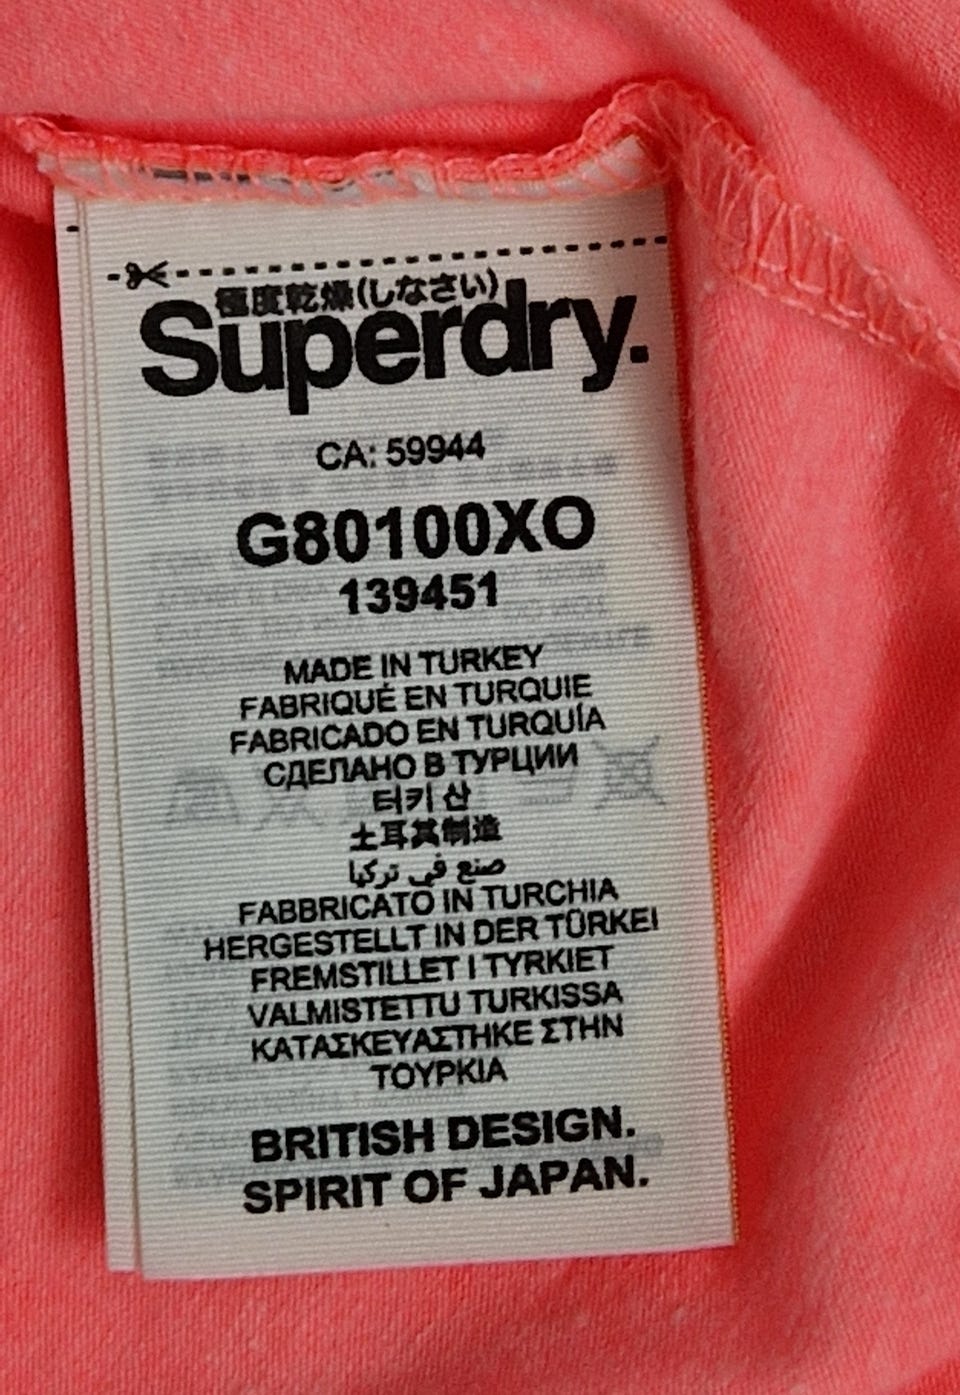 極度乾燥(しなさい)
Superdry.
CA: 59944
G80100XO
139451
MADE IN TURKEY
FABRIQUÉ EN TURQUIE
FABRICADO EN TURQUÍA
СДЕЛАНО В ТУРЦИИ
터키 산
土耳其制造
صنع في تركيا
FABBRICATO IN TURCHIA
HERGESTELLT IN DER TÜRKEI
FREMSTILLET I TYRKIET
VALMISTETTU TURKISSA
ΚΑΤΑΣΚΕΥΑΣΤΗΚΕ ΣΤΗΝ
ΤΟΥΡΚΙΑ
BRITISH DESIGN.
SPIRIT OF JAPAN.